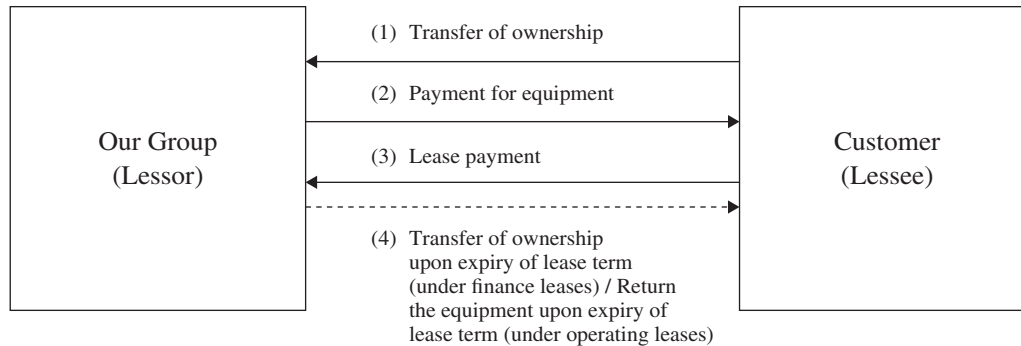 (1) Transfer of ownership
(2) Payment for equipment
Our Group
(Lessor)
Customer
(Lessee)
(3) Lease payment
(4) Transfer of ownership
upon expiry of lease term
(under finance leases) / Return
the equipment upon expiry of
lease term (under operating leases)